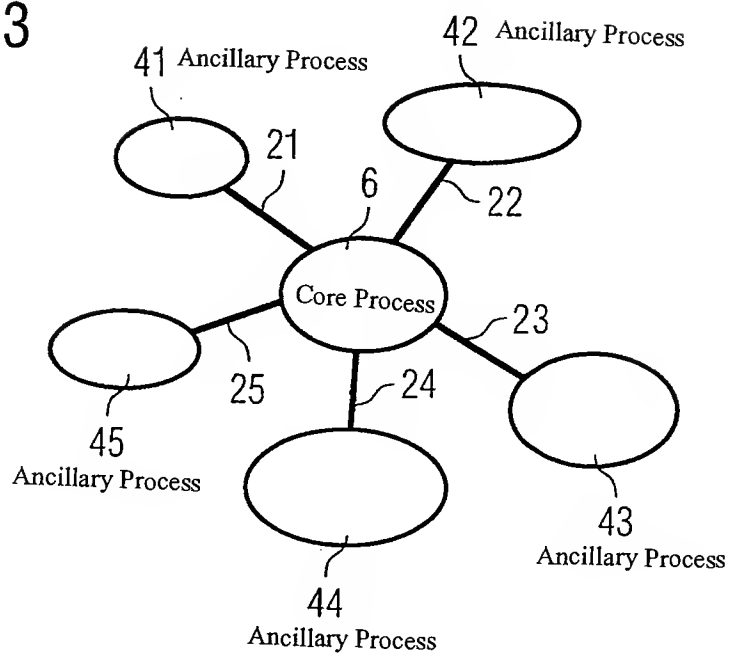 3
42 Ancillary Process
41 Ancillary Process
21
6
22
Core Process
23
25
24
45
Ancillary Process
43
Ancillary Process
44
Ancillary Process